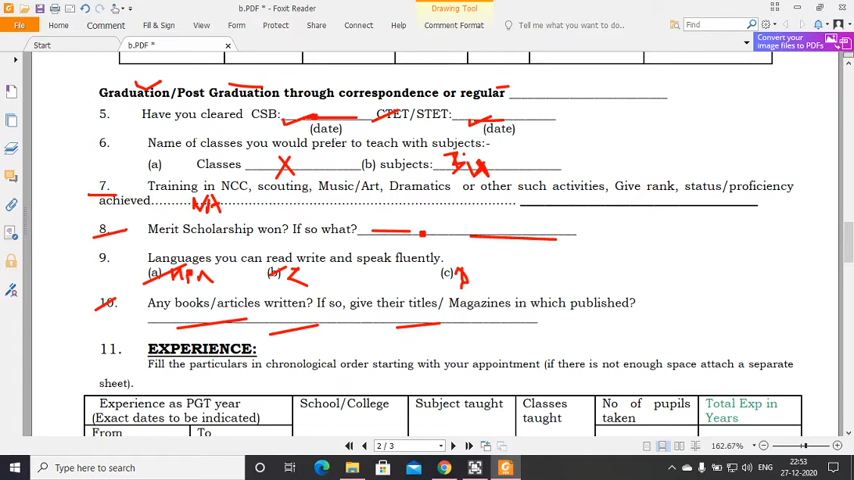 b.PDF * - Foxit Reader
Drawing Tool
File Home Comment Fill & Sign View Form Protect Share Connect Help Comment Format Tell me what you want to do... Find
Start b.PDF *
Convert your image files to PDFs
Graduation/Post Graduation through correspondence or regular
5. Have you cleared CSB: CTET/STET:
(date) (date)
6. Name of classes you would prefer to teach with subjects:-
(a) Classes X (b) subjects:
7. Training in NCC, scouting, Music/Art, Dramatics or other such activities, Give rank, status/proficiency
achieved NA
8. Merit Scholarship won? If so what?
9. Languages you can read write and speak fluently.
(a) (b) (c)
10. Any books/articles written? If so, give their titles/ Magazines in which published?
11. EXPERIENCE:
Fill the particulars in chronological order starting with your appointment (if there is not enough space attach a separate
sheet).
Experience as PGT year School/College Subject taught Classes No of pupils Total Exp in
(Exact dates to be indicated) taught taken Years
From To
2 / 3 162.67%
Type here to search ENG 22:53
27-12-2020